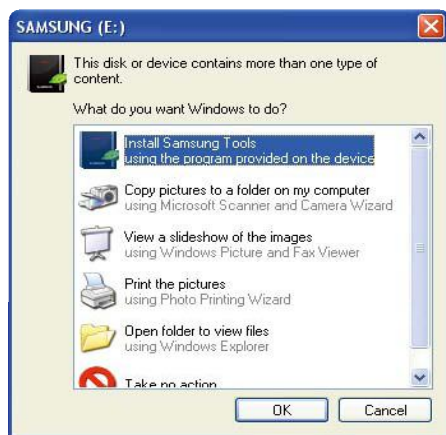 SAMSUNG (E:)
This disk or device contains more than one type of
content.
What do you want Windows to do?
Install Samsung Tools
using the program provided on the device
Copy pictures to a folder on my computer
using Microsoft Scanner and Camera Wizard
View a slideshow of the images
using Windows Picture and Fax Viewer
Print the pictures
using Photo Printing Wizard
Open folder to view files
using Windows Explorer
Take no action
OK
Cancel